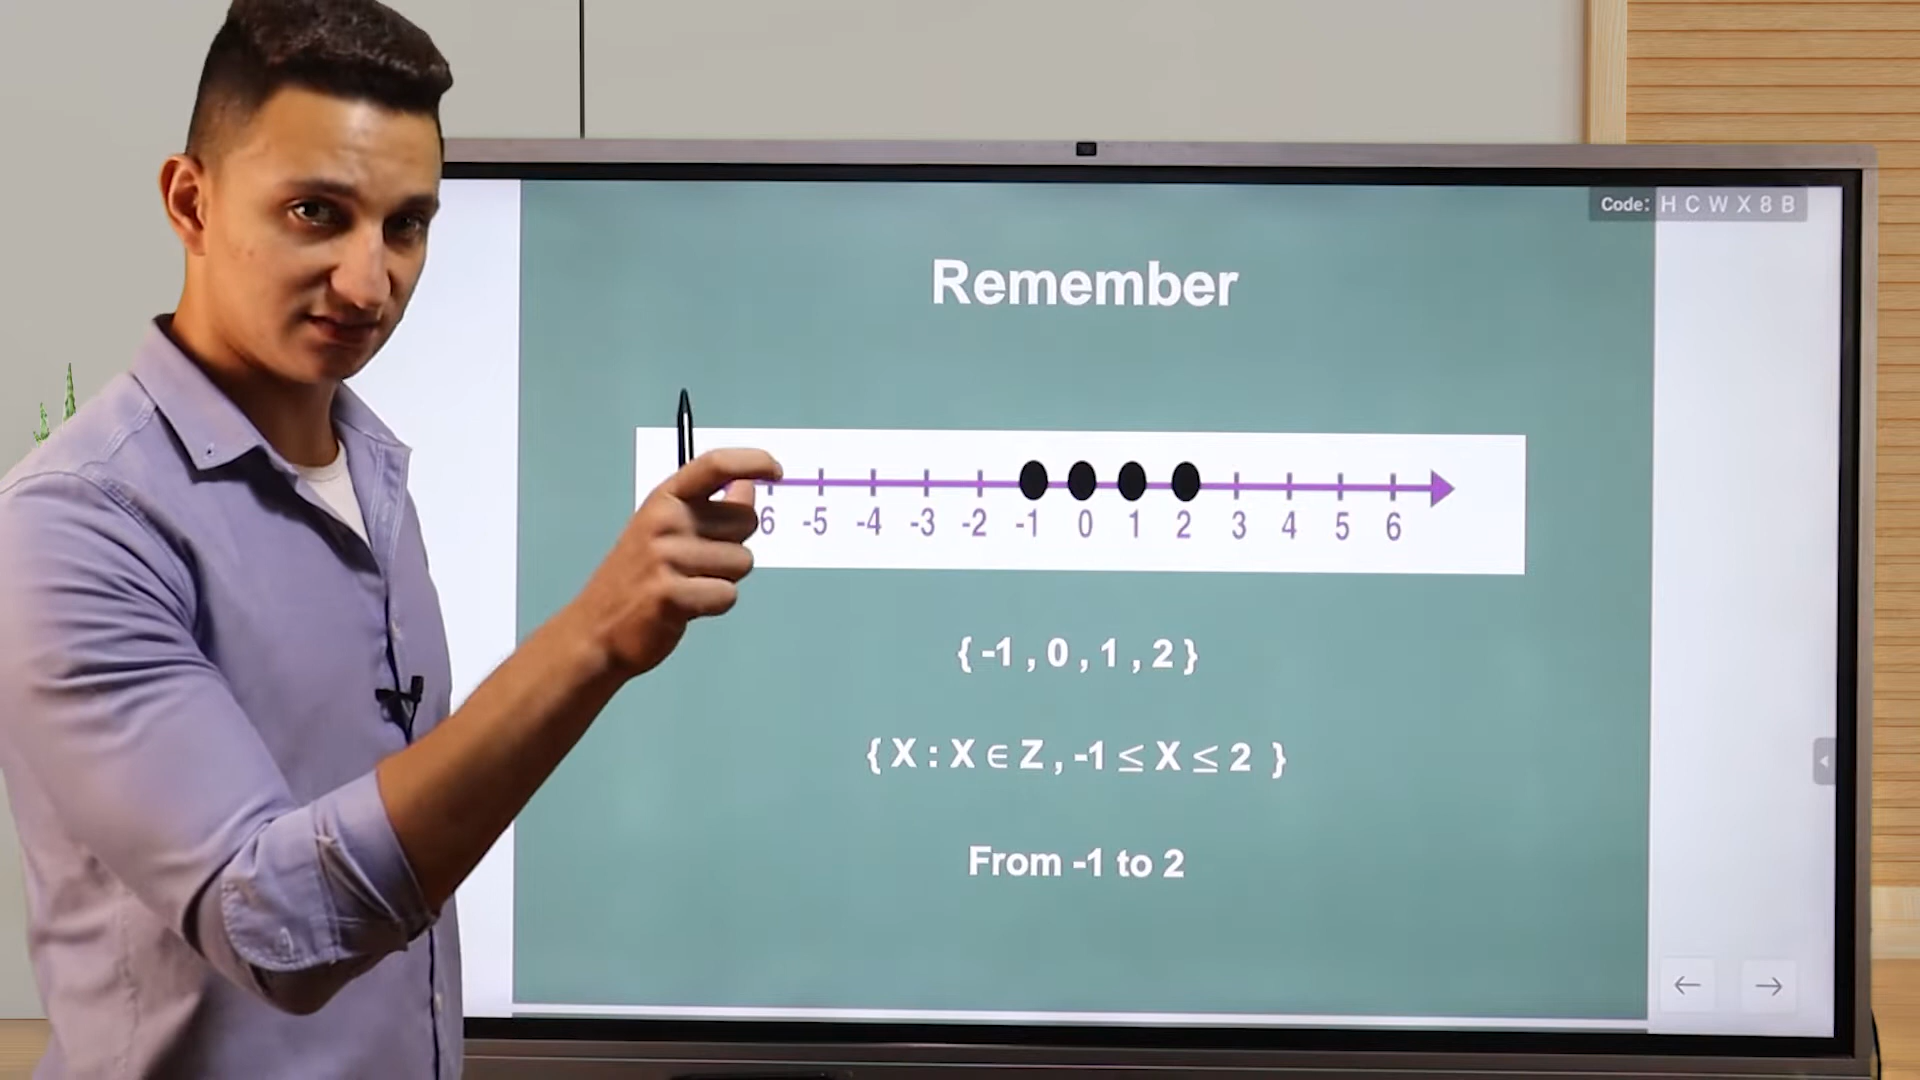 Code: H C W X 8 B
Remember
6 -5 -4 -3 -2 -1 0 1 2 3 4 5 6
{ -1 , 0 , 1 , 2 }
{ X : X ∈ Z , -1 ≤ X ≤ 2 }
From -1 to 2